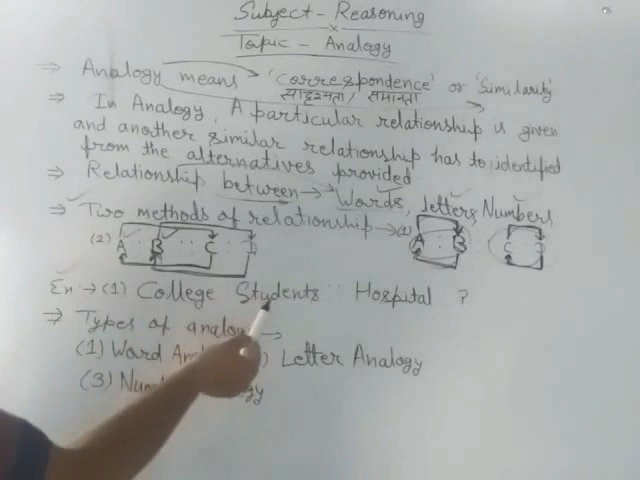 Subject - Reasoning
×
Topic - Analogy
⇒ Analogy means → 'Correspondence' or 'Similarity'
सादृश्यता / समानता
⇒ In Analogy, A particular relationship is given
and another similar relationship has to identified
from the alternatives provided
⇒ Relationship between → Words, letters, Numbers
⇒ Two methods of relationship → (1) A B C
(2) A B C
Ex → (1) College Students :: Hospital ?
⇒ Types of analogy →
(1) Word Letter Analogy
(3)